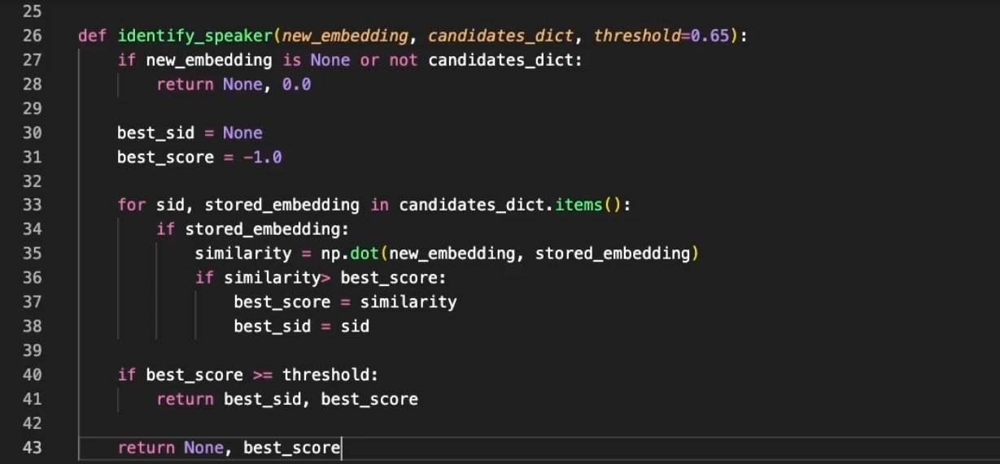 25
26 def identify_speaker(new_embedding, candidates_dict, threshold=0.65):
27     if new_embedding is None or not candidates_dict:
28         return None, 0.0
29
30     best_sid = None
31     best_score = -1.0
32
33     for sid, stored_embedding in candidates_dict.items():
34         if stored_embedding:
35             similarity = np.dot(new_embedding, stored_embedding)
36             if similarity> best_score:
37                 best_score = similarity
38                 best_sid = sid
39
40     if best_score >= threshold:
41         return best_sid, best_score
42
43     return None, best_score